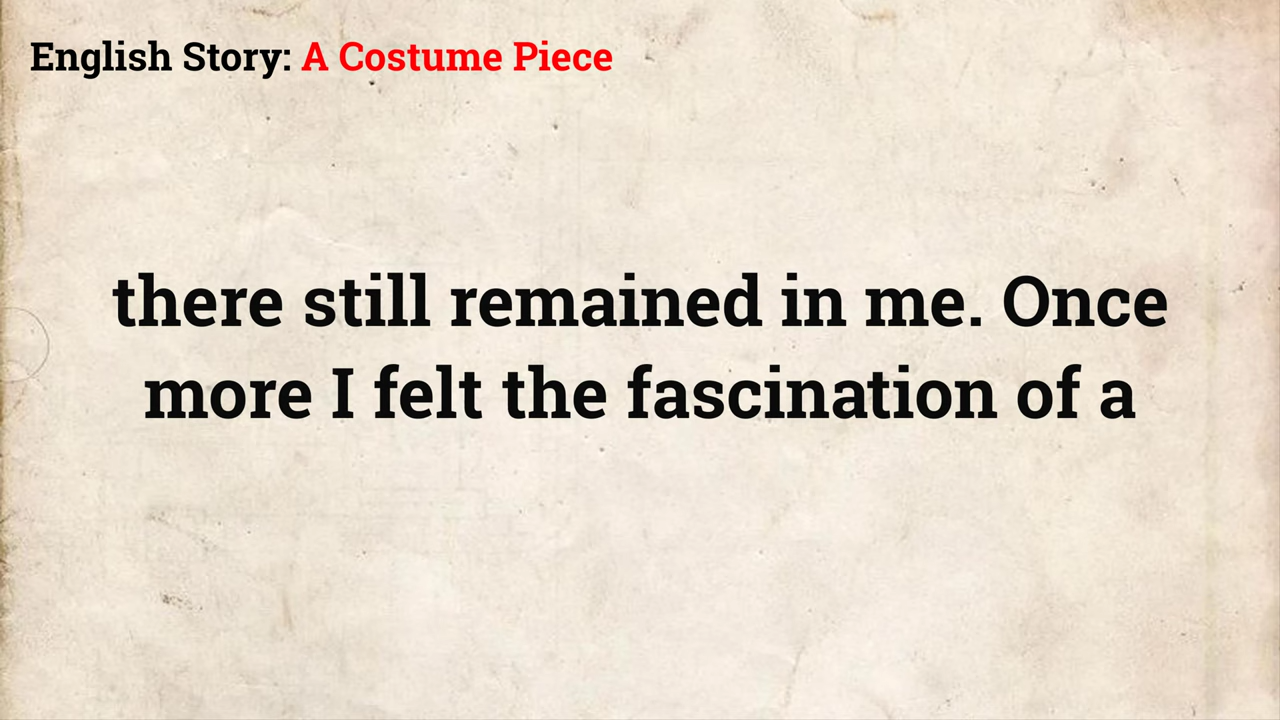 English Story: A Costume Piece
there still remained in me. Once
more I felt the fascination of a